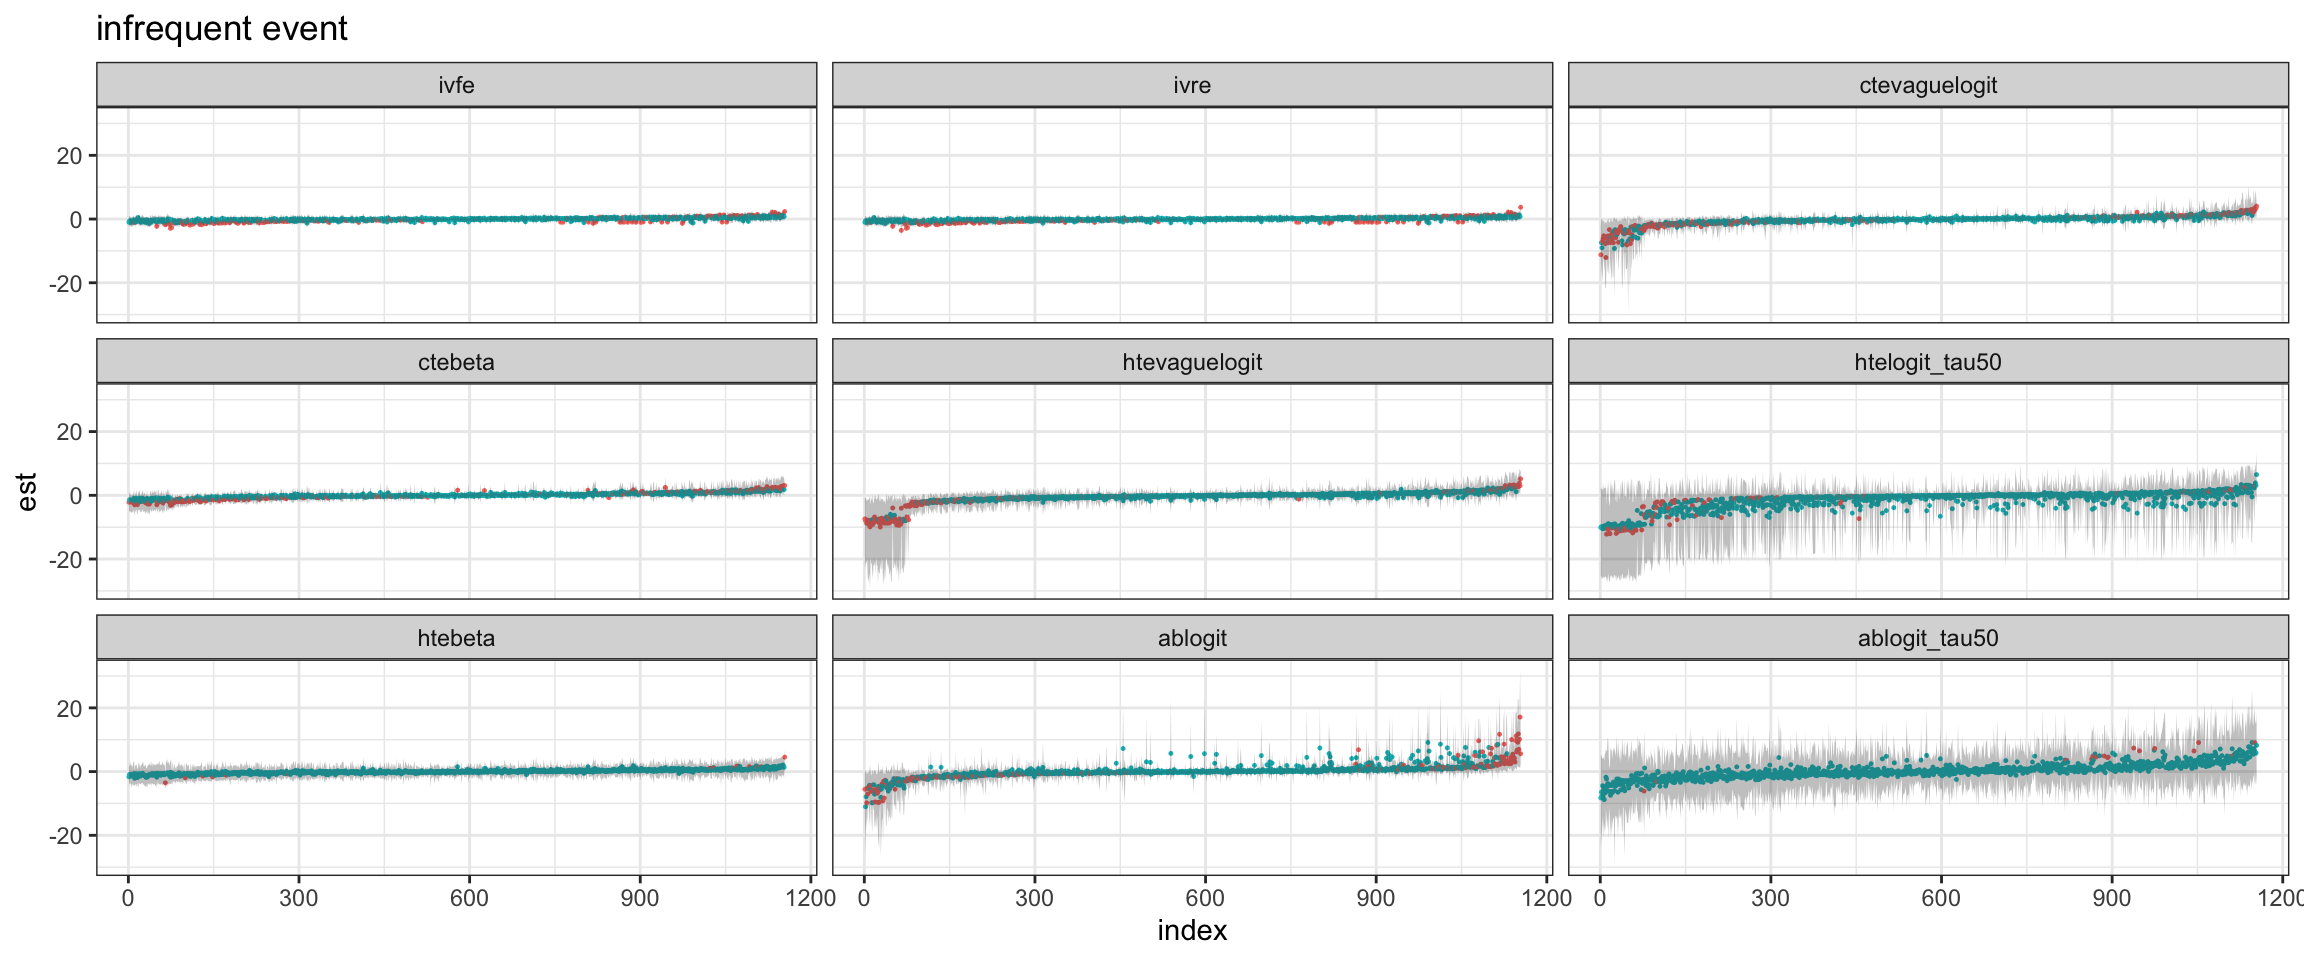 infrequent event
ivfe
ivre
ctevaguelogit
20
0
-20
ctebeta
htevaguelogit
htelogit_tau50
est
20
0
-20
htebeta
ablogit
ablogit_tau50
20
0
-20
0 300 600 900 1200 0 300 600 900 1200 0 300 600 900 1200
index